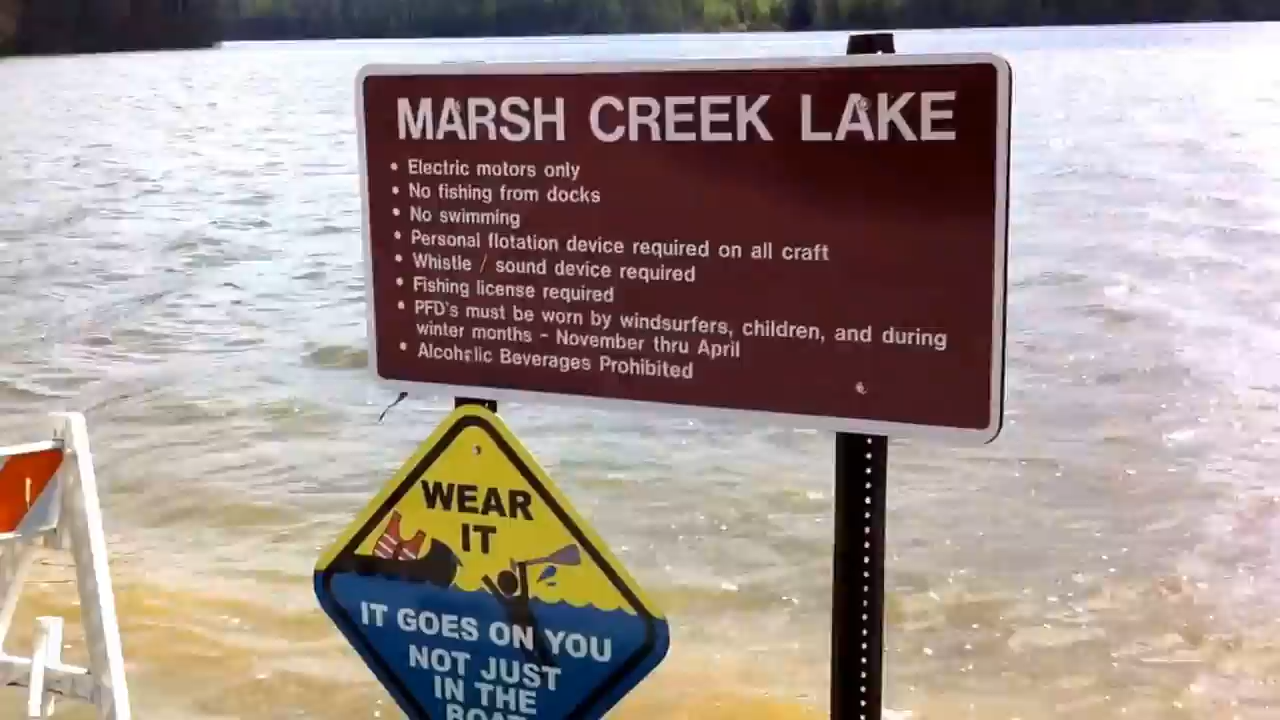 MARSH CREEK LAKE
• Electric motors only
• No fishing from docks
• No swimming
• Personal flotation device required on all craft
• Whistle / sound device required
• Fishing license required
• PFD's must be worn by windsurfers, children, and during
winter months - November thru April
• Alcoholic Beverages Prohibited
WEAR
IT
IT GOES ON YOU
NOT JUST
IN THE
BOAT